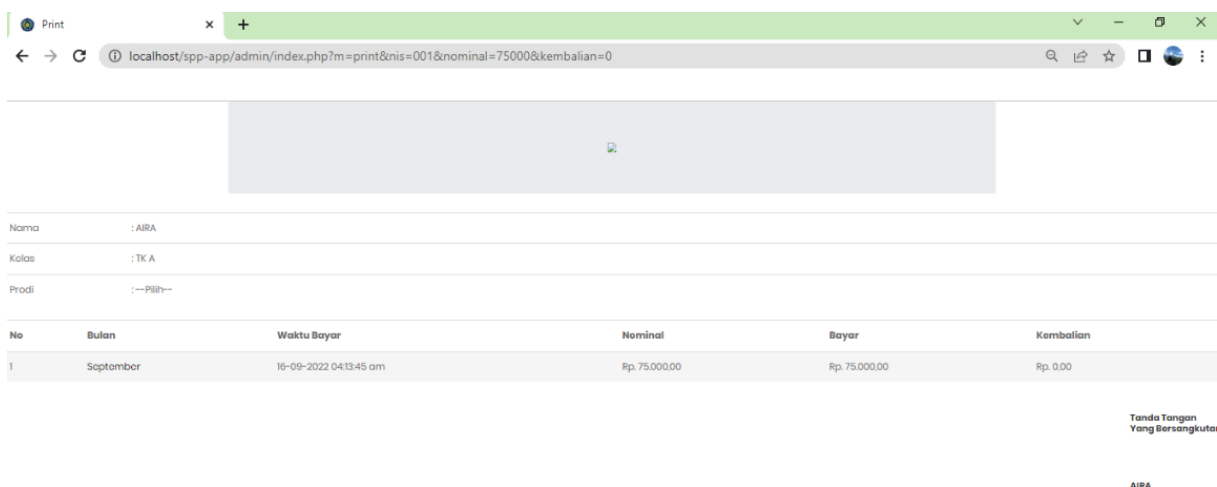 Print
localhost/spp-app/admin/index.php?m=print&nis=001&nominal=75000&kembalian=0
Nama : AIRA
Kelas : TK A
Prodi : --Pilih--
No Bulan Waktu Bayar Nominal Bayar Kembalian
1 September 16-09-2022 04:13:45 am Rp. 75.000,00 Rp. 75.000,00 Rp. 0,00
Tanda Tangan
Yang Bersangkutan
AIRA